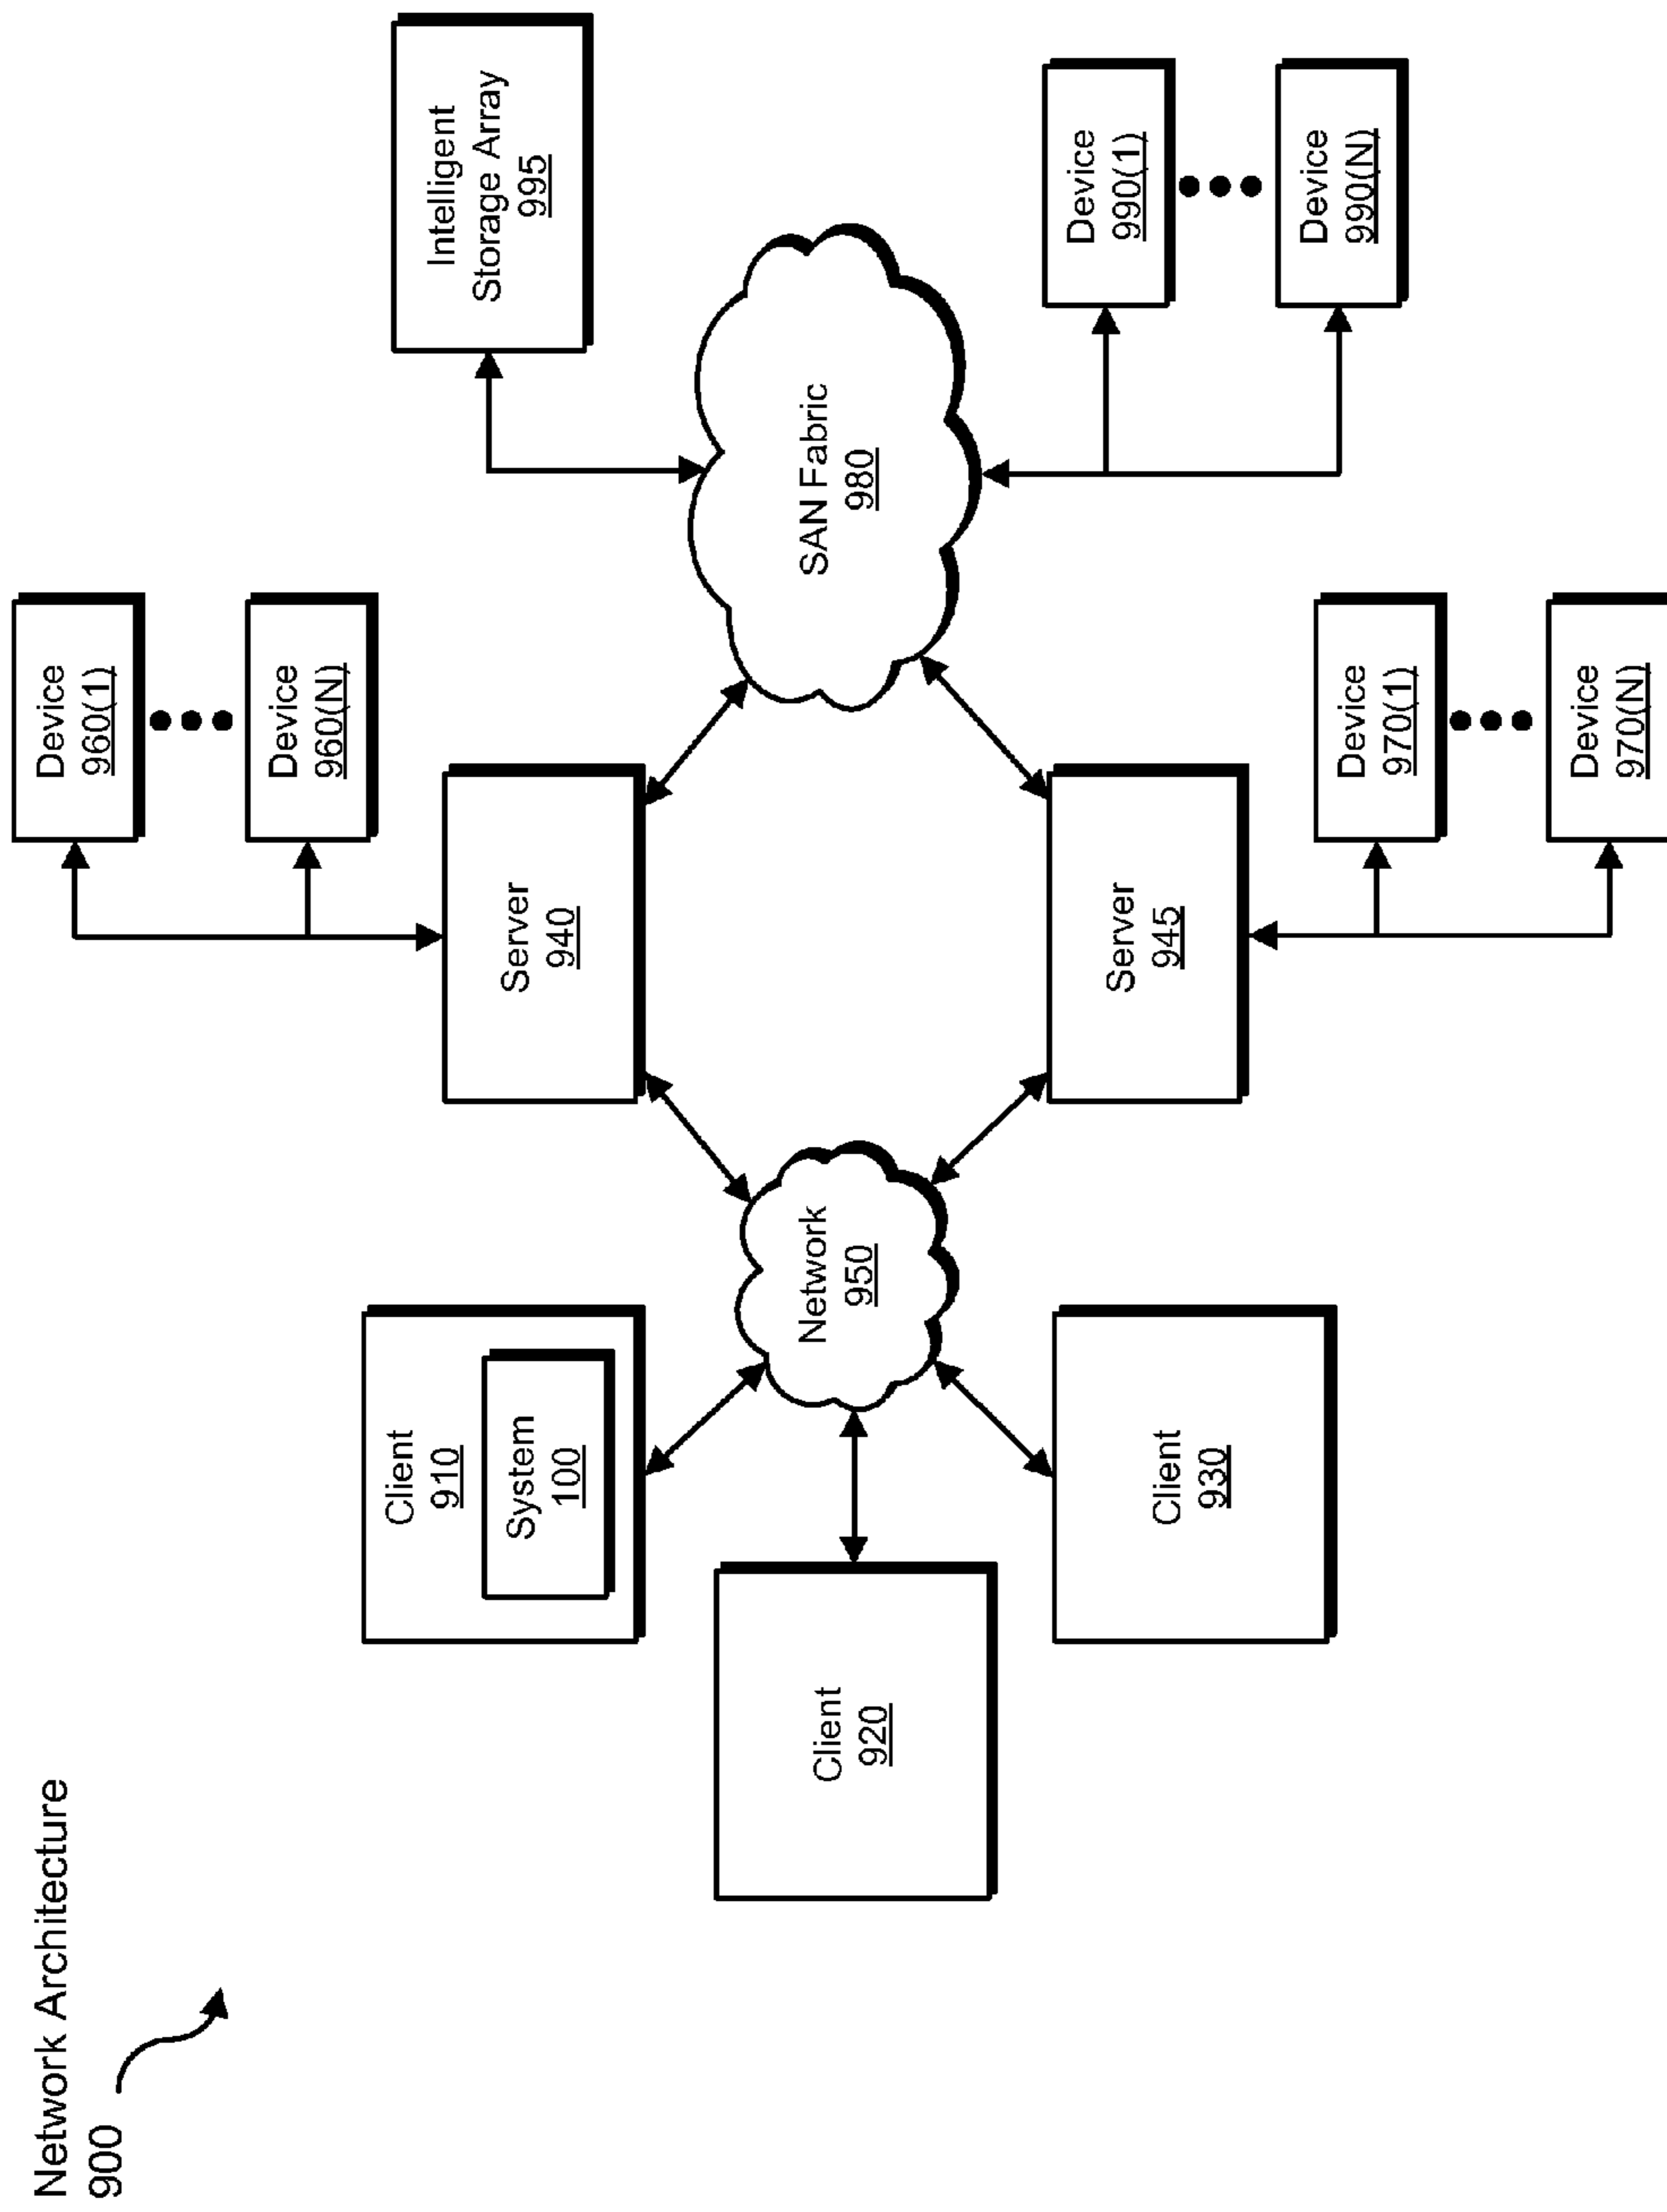 Network Architecture
900
Client
910
System
100
Client
920
Client
930
Network
950
Server
940
Server
945
Device
960(1)
Device
960(N)
Device
970(1)
Device
970(N)
SAN Fabric
980
Intelligent
Storage Array
995
Device
990(1)
Device
990(N)